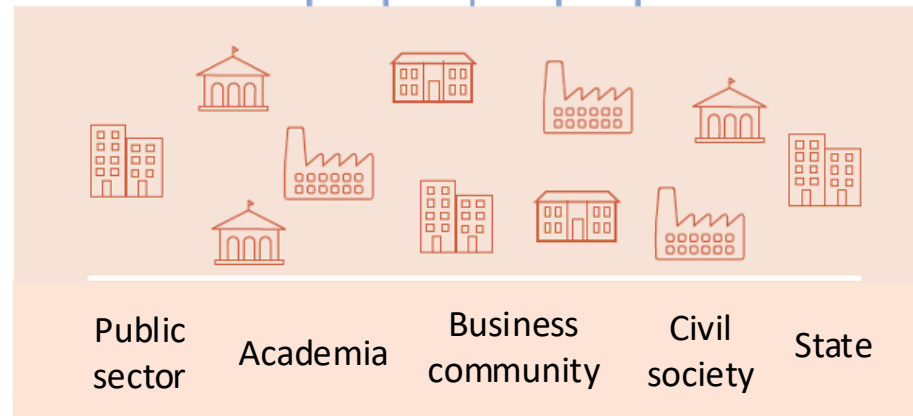 Public
sector
Academia
Business
community
Civil
society
State